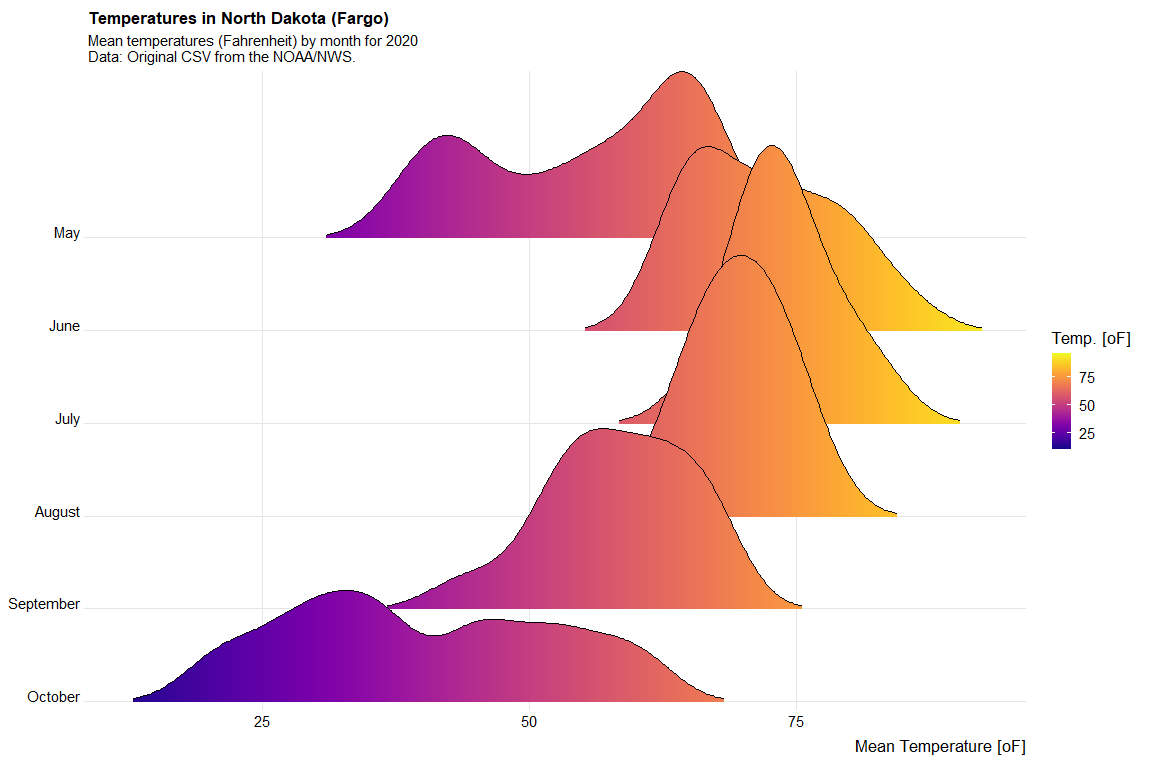 Temperatures in North Dakota (Fargo)
Mean temperatures (Fahrenheit) by month for 2020
Data: Original CSV from the NOAA/NWS.
May
June
July
August
September
October
25
50
75
Mean Temperature [oF]
Temp. [oF]
75
50
25